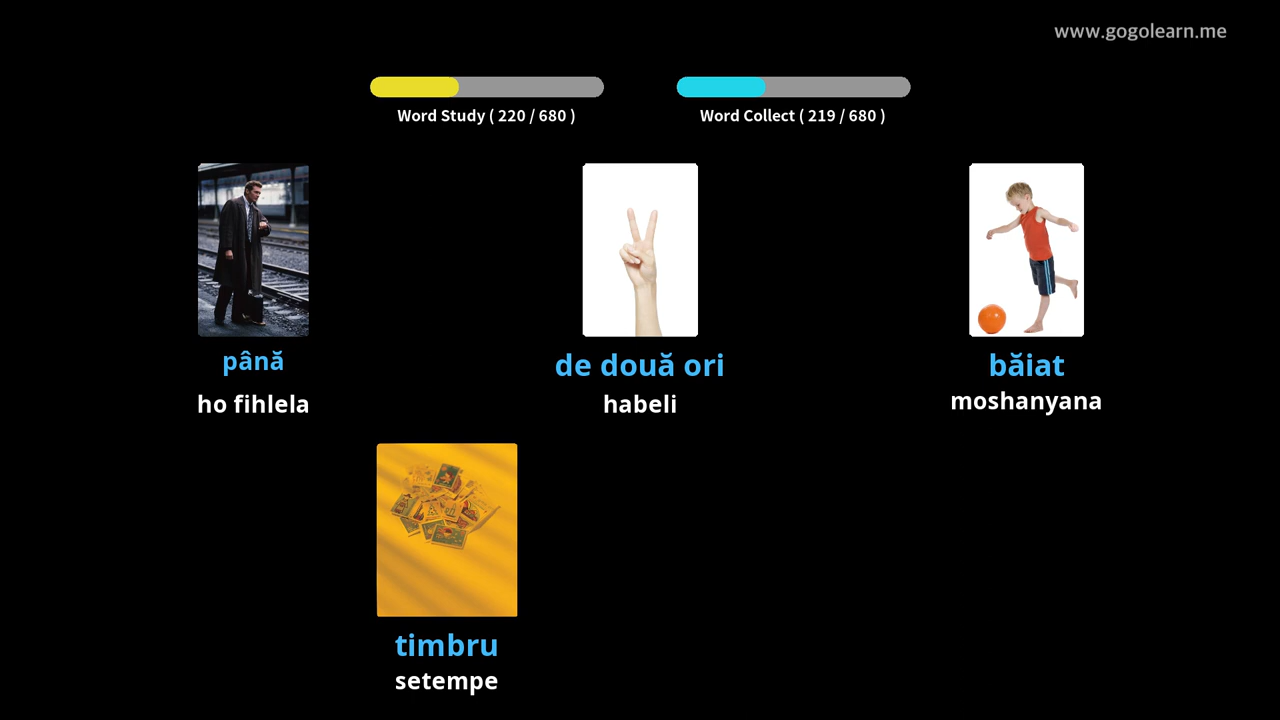 www.gogolearn.me
Word Study ( 220 / 680 )
Word Collect ( 219 / 680 )
până
ho fihlela
de două ori
habeli
băiat
moshanyana
timbru
setempe